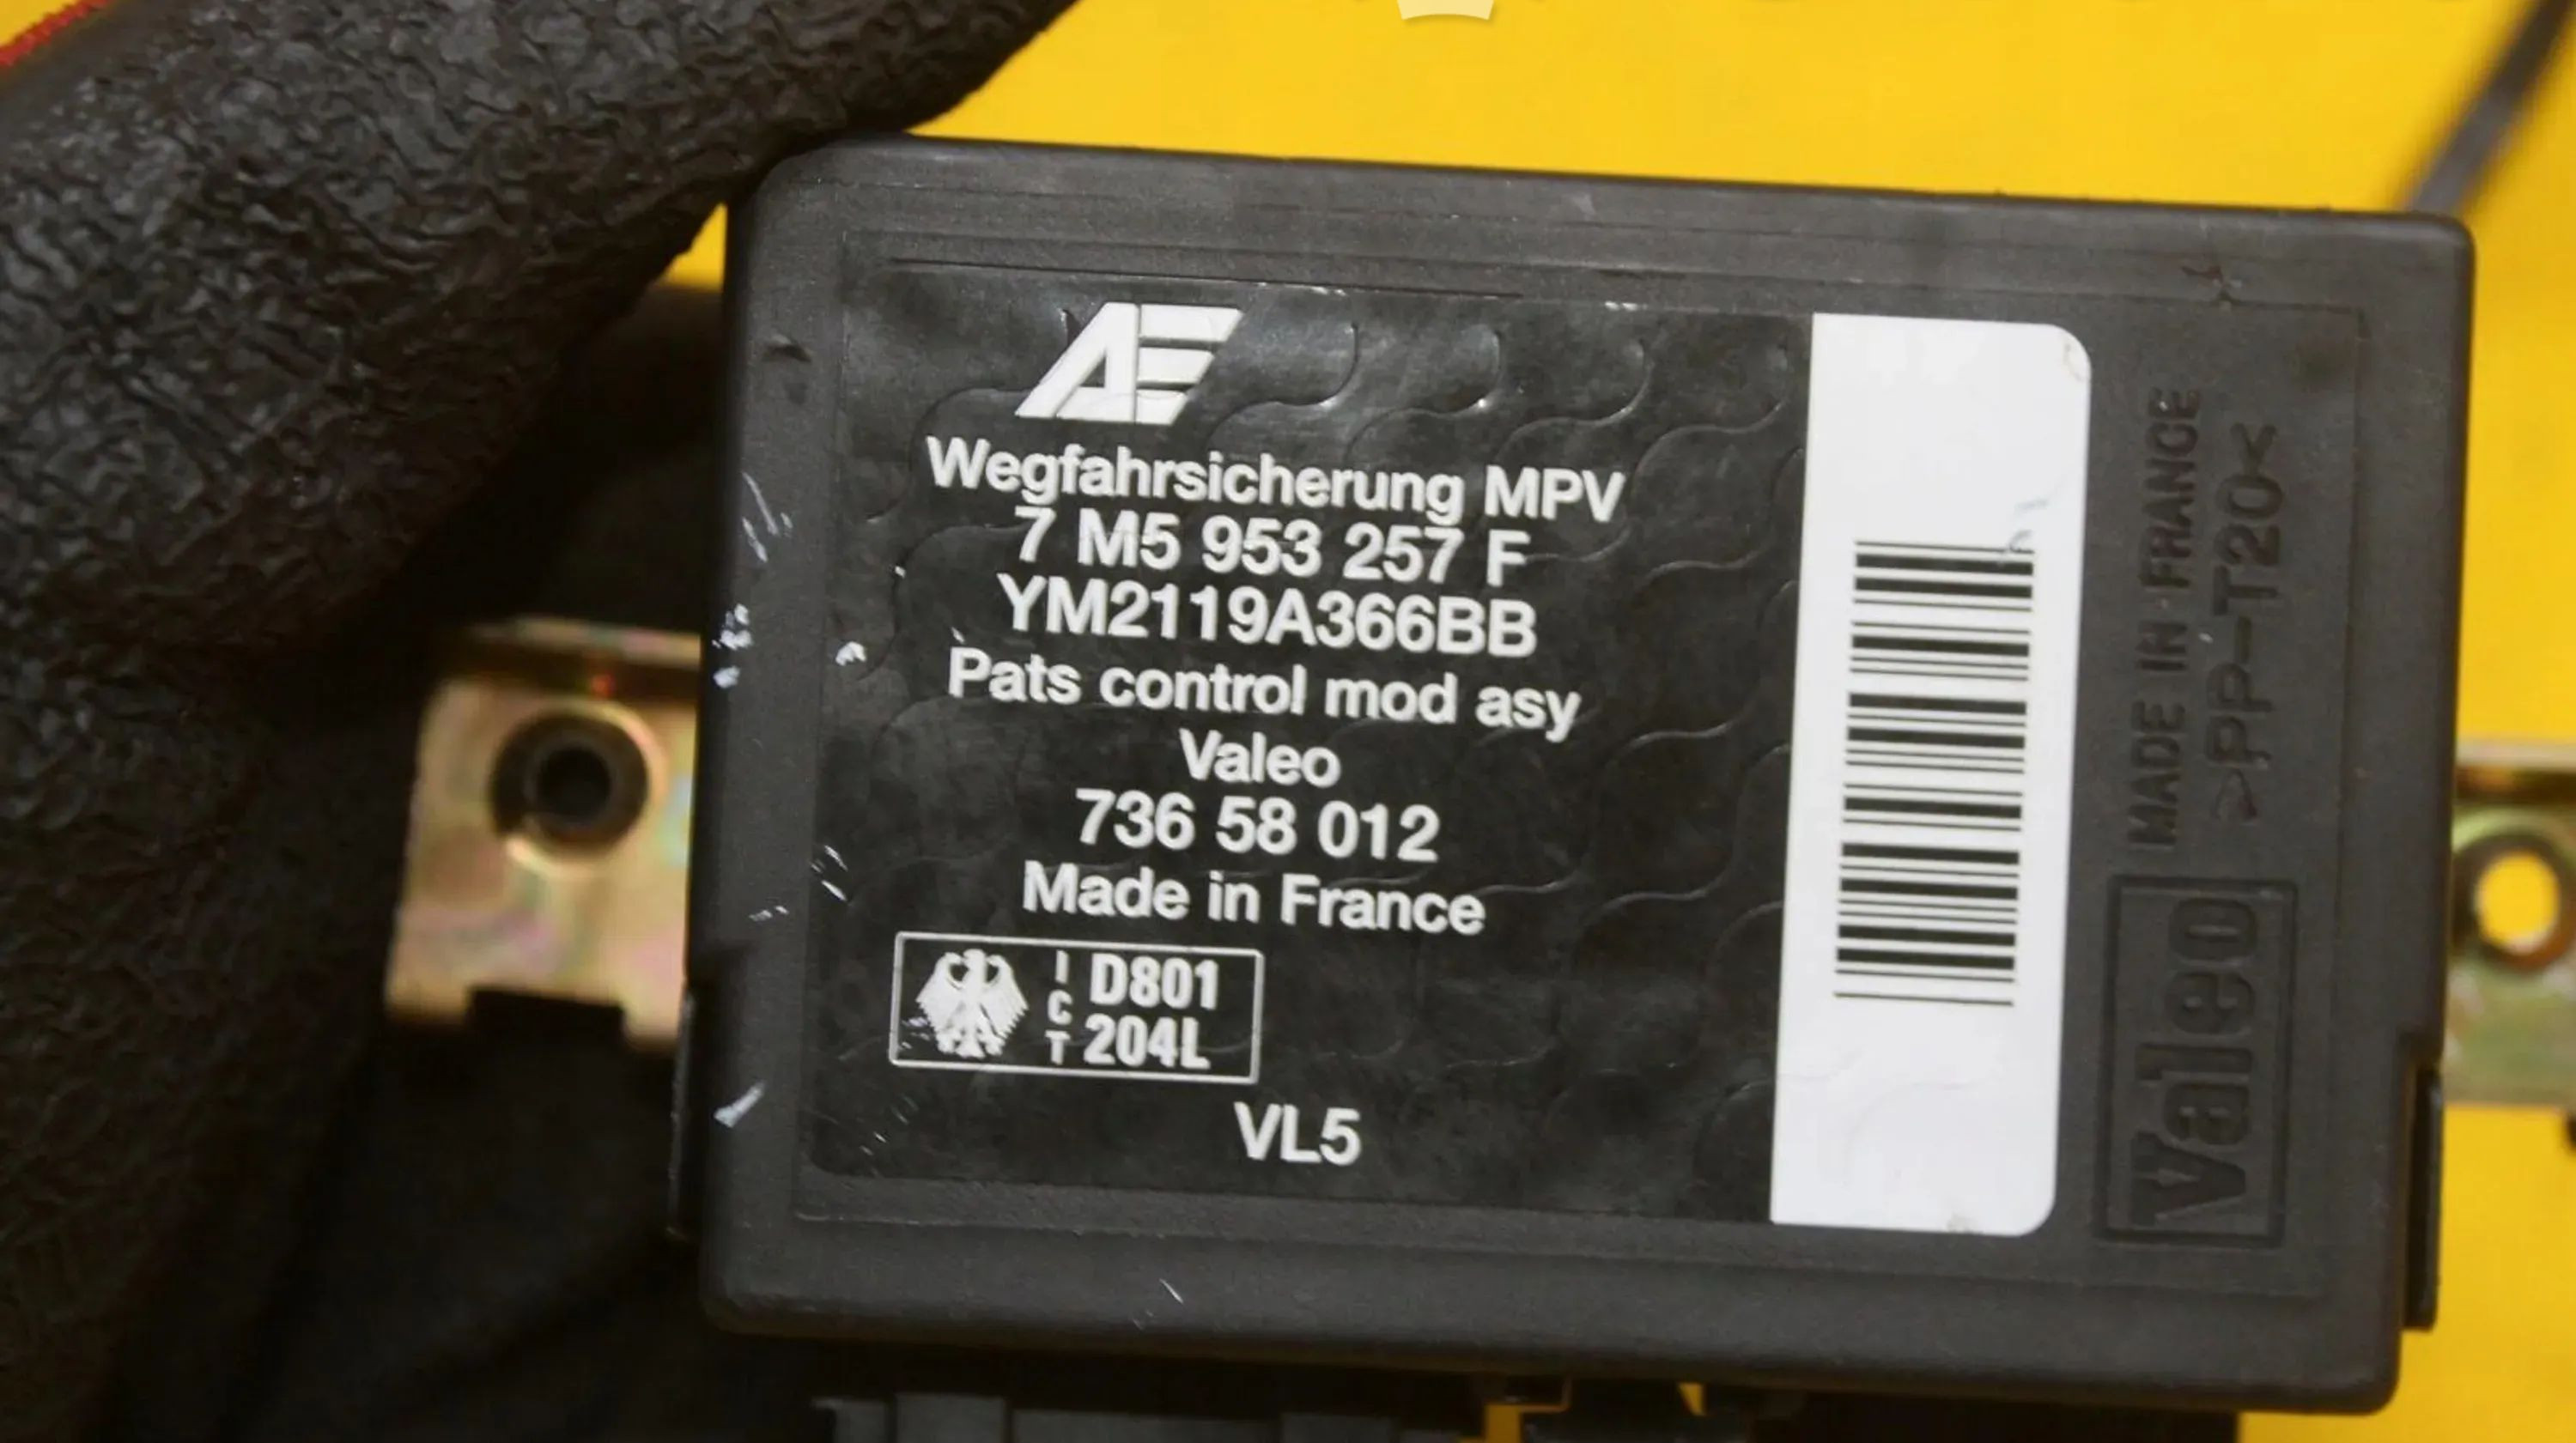 AE
Wegfahrsicherung MPV
7 M5 953 257 F
YM2119A366BB
Pats control mod asy
Valeo
736 58 012
Made in France
I C T D801
204L
VL5
MADE IN FRANCE
>PP-T20<
Valeo